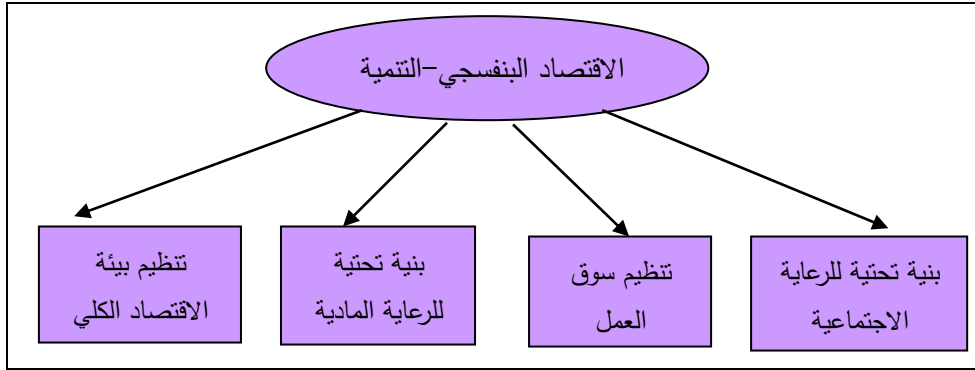 الاقتصاد البنفسجي-التنمية
بنية تحتية للرعاية
الاجتماعية
تنظيم سوق
العمل
بنية تحتية
للرعاية المادية
تنظيم بيئة
الاقتصاد الكلي